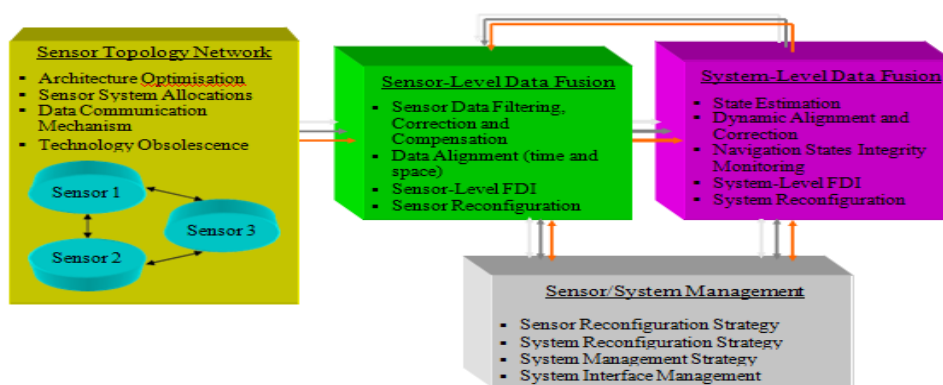 Sensor Topology Network
▪ Architecture Optimisation
▪ Sensor System Allocations
▪ Data Communication
Mechanism
▪ Technology Obsolescence
Sensor 1
Sensor 3
Sensor 2
Sensor-Level Data Fusion
▪ Sensor Data Filtering,
Correction and
Compensation
▪ Data Alignment (time and
space)
▪ Sensor-Level FDI
▪ Sensor Reconfiguration
System-Level Data Fusion
▪ State Estimation
▪ Dynamic Alignment and
Correction
▪ Navigation States Integrity
Monitoring
▪ System-Level FDI
▪ System Reconfiguration
Sensor/System Management
▪ Sensor Reconfiguration Strategy
▪ System Reconfiguration Strategy
▪ System Management Strategy
▪ System Interface Management